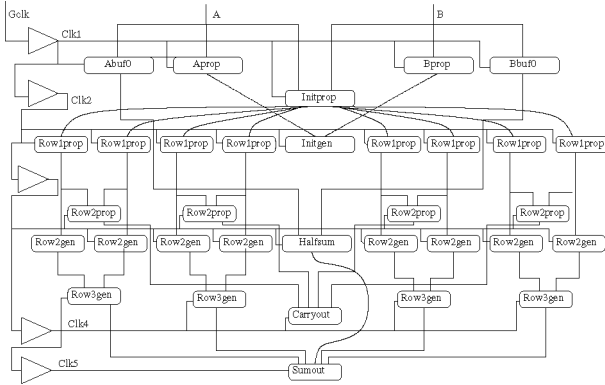 Gclk A B
Clk1
Abuf0 Aprop Bprop Bbuf0
Clk2
Initprop
Row1prop Row1prop Row1prop Row1prop Initgen Row1prop Row1prop Row1prop Row1prop
Row2prop Row2prop Row2prop Row2prop
Row2gen Row2gen Row2gen Row2gen Halfsum Row2gen Row2gen Row2gen Row2gen
Row3gen Row3gen Row3gen Row3gen
Carryout
Clk4
Clk5
Sumout